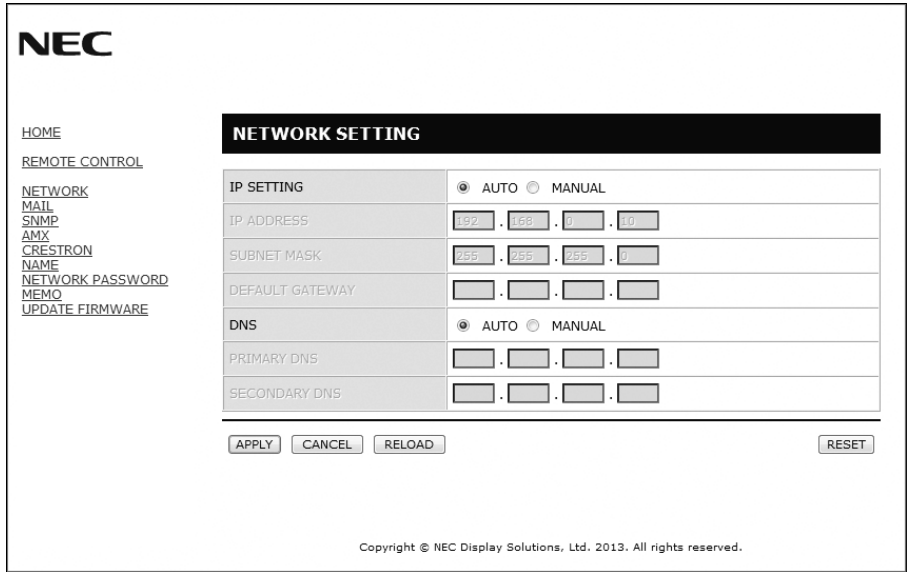 NEC
HOME
REMOTE CONTROL
NETWORK
MAIL
SNMP
AMX
CRESTRON
NAME
NETWORK PASSWORD
MEMO
UPDATE FIRMWARE
NETWORK SETTING
IP SETTING AUTO MANUAL
IP ADDRESS 192 . 168 . 0 . 10
SUBNET MASK 255 . 255 . 255 . 0
DEFAULT GATEWAY . . .
DNS AUTO MANUAL
PRIMARY DNS . . .
SECONDARY DNS . . .
APPLY CANCEL RELOAD RESET
Copyright © NEC Display Solutions, Ltd. 2013. All rights reserved.